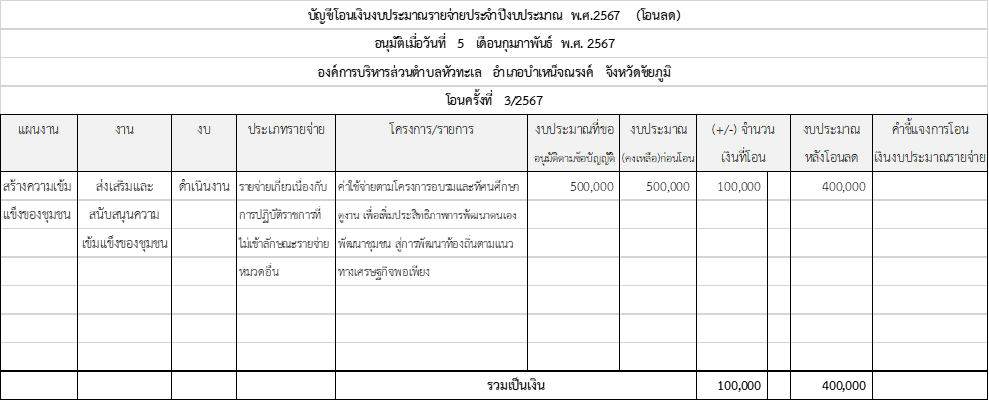 บัญชีโอนเงินงบประมาณรายจ่ายประจำปีงบประมาณ พ.ศ.2567 (โอนลด)
อนุมัติเมื่อวันที่ 5 เดือนกุมภาพันธ์ พ.ศ. 2567
องค์การบริหารส่วนตำบลหัวทะเล อำเภอบำเหน็จณรงค์ จังหวัดชัยภูมิ
โอนครั้งที่ 3/2567
แผนงาน งาน งบ ประเภทรายจ่าย โครงการ/รายการ งบประมาณที่ขอ งบประมาณ (+/-) จำนวน งบประมาณ คำชี้แจงการโอน
อนุมัติตามข้อบัญญัติ (คงเหลือ)ก่อนโอน เงินที่โอน หลังโอนลด เงินงบประมาณรายจ่าย
สร้างความเข้ม ส่งเสริมและ ดำเนินงาน รายจ่ายเกี่ยวเนื่องกับ ค่าใช้จ่ายตามโครงการอบรมและทัศนศึกษา 500,000 500,000 100,000 400,000
แข็งของชุมชน สนับสนุนความ การปฏิบัติราชการที่ ดูงาน เพื่อเพิ่มประสิทธิภาพการพัฒนาตนเอง
เข้มแข็งของชุมชน ไม่เข้าลักษณะรายจ่าย พัฒนาชุมชน สู่การพัฒนาท้องถิ่นตามแนว
หมวดอื่น ทางเศรษฐกิจพอเพียง
รวมเป็นเงิน 100,000 400,000